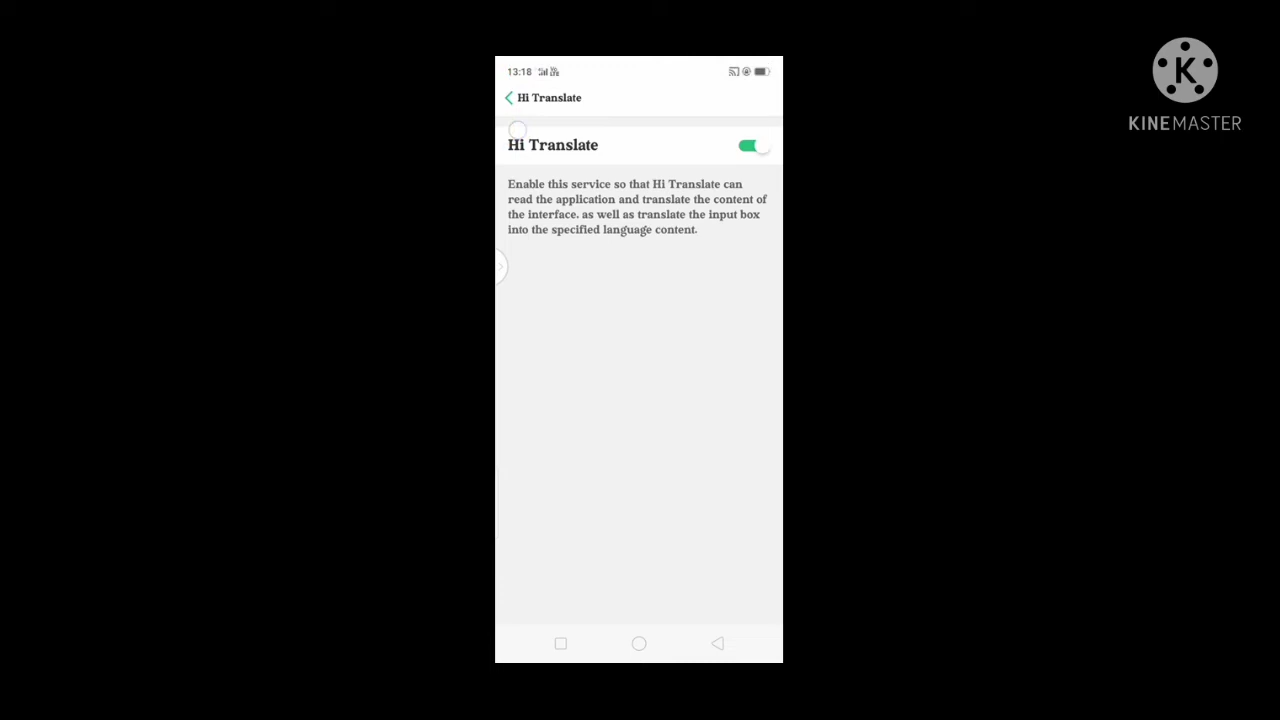 13:18
Hi Translate
Hi Translate
Enable this service so that Hi Translate can
read the application and translate the content of
the interface. as well as translate the input box
into the specified language content.
K
KINEMASTER